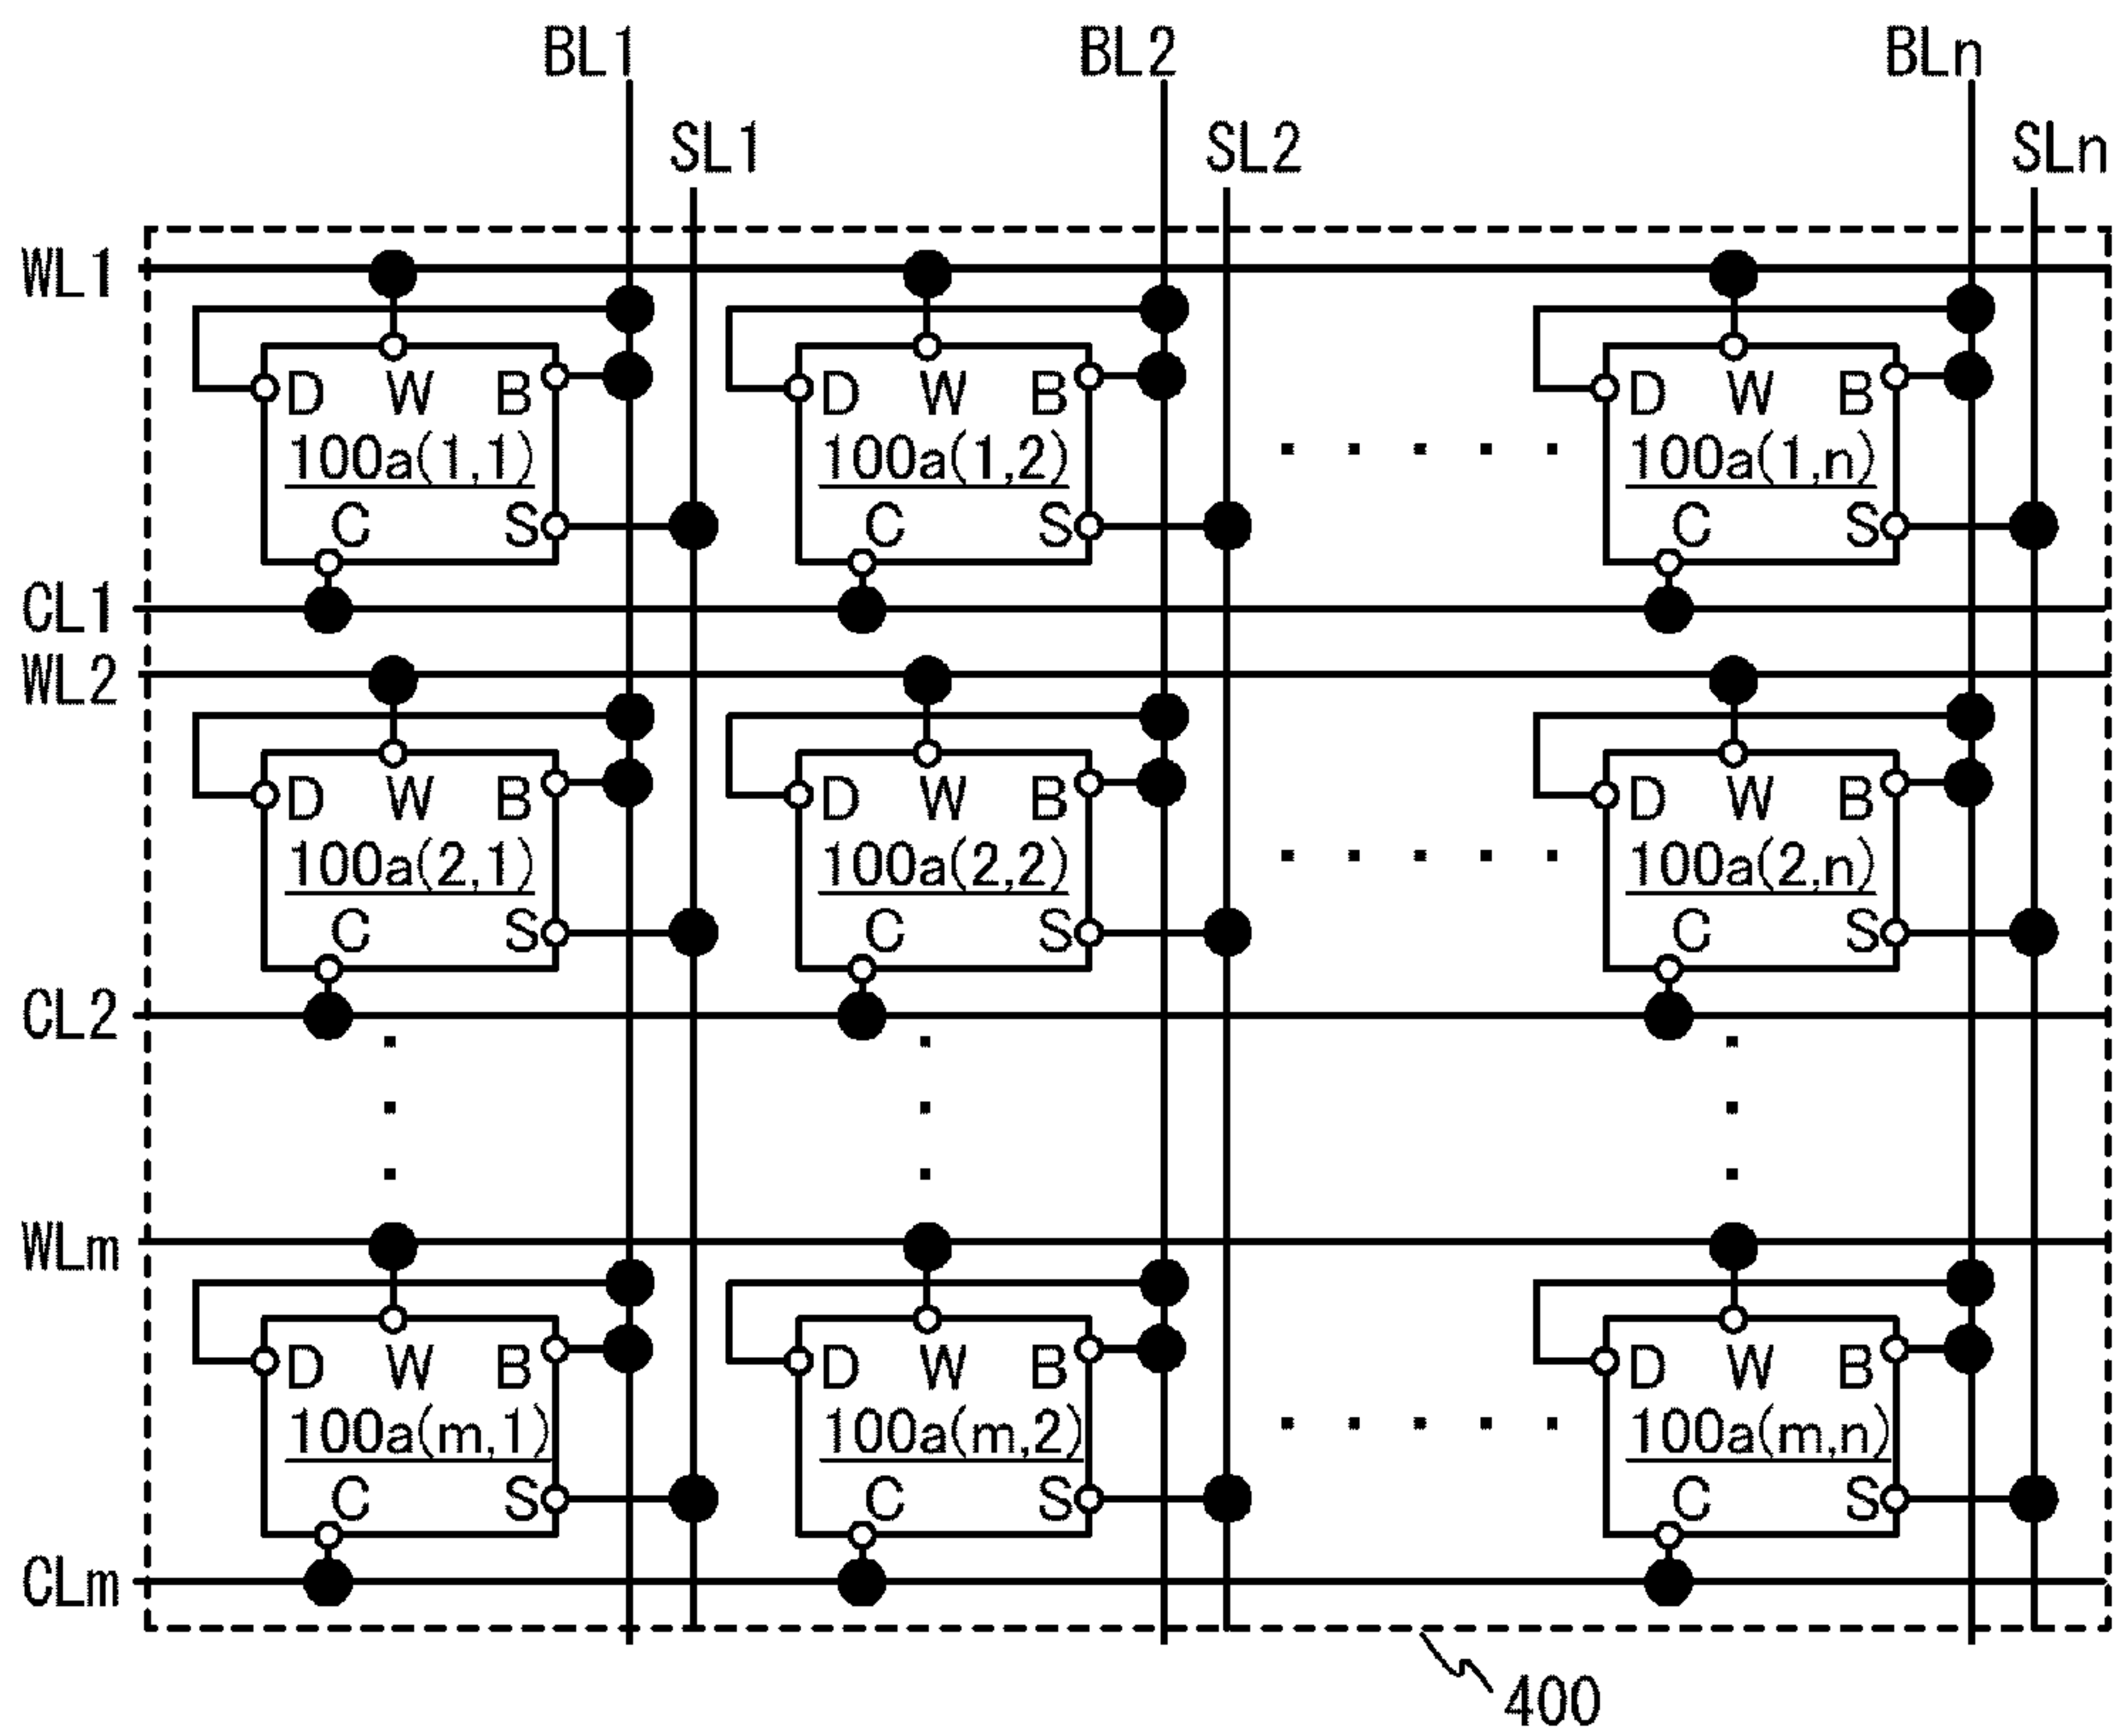 BL1 BL2 BLn
SL1 SL2 SLn
WL1
D W B D W B D W B
100a(1,1) 100a(1,2) 100a(1,n)
C S C S C S
CL1
WL2
D W B D W B D W B
100a(2,1) 100a(2,2) 100a(2,n)
C S C S C S
CL2
WLm
D W B D W B D W B
100a(m,1) 100a(m,2) 100a(m,n)
C S C S C S
CLm
400